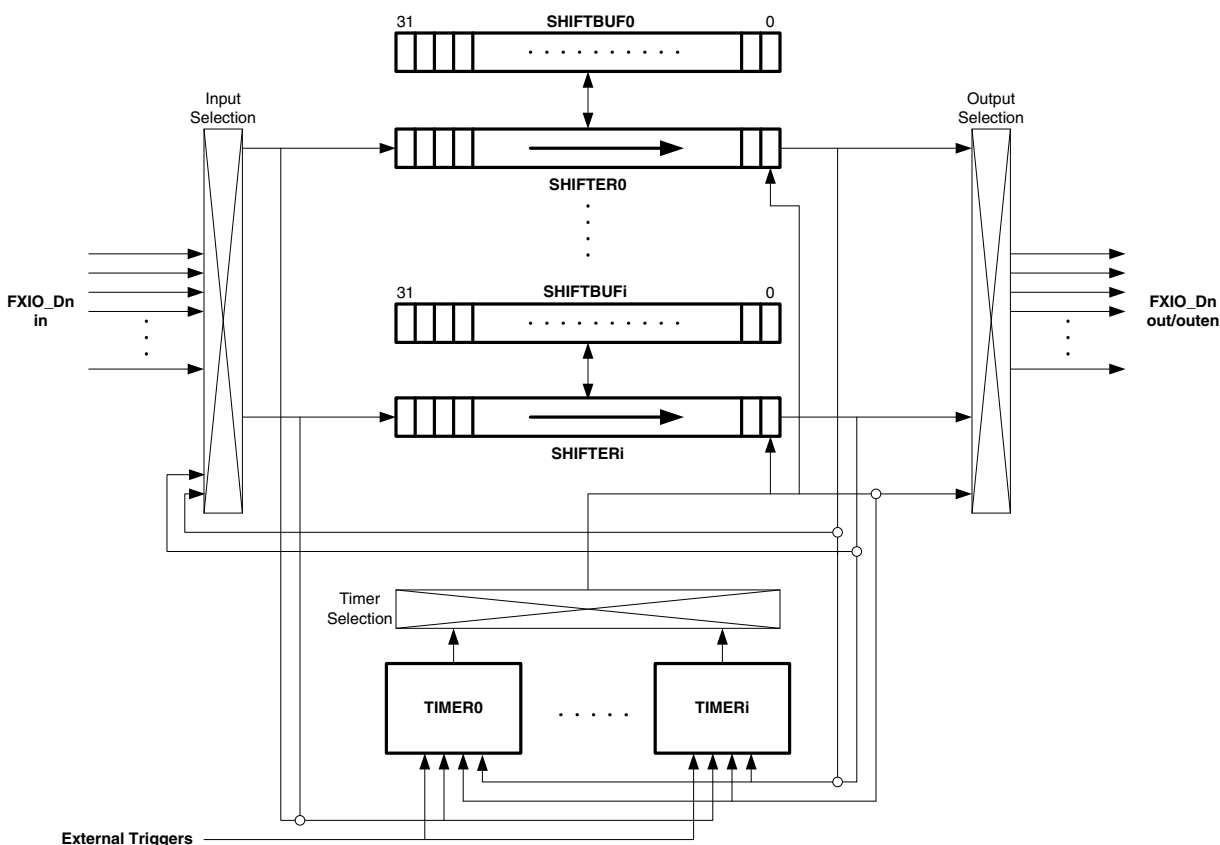 31 SHIFTBUF0 0
Input
Selection
Output
Selection
SHIFTER0
31 SHIFTBUFi 0
FXIO_Dn
in
FXIO_Dn
out/outen
SHIFTERi
Timer
Selection
TIMER0
TIMERi
External Triggers